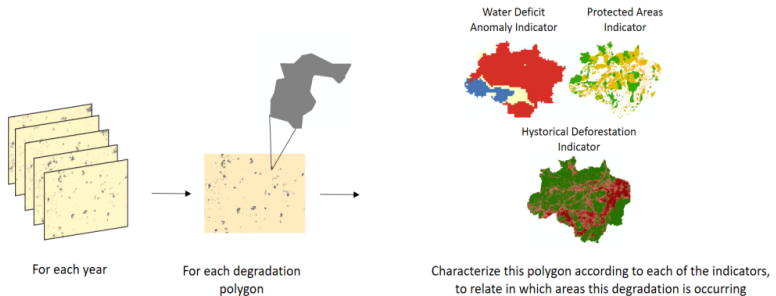 Water Deficit
Anomaly Indicator
Protected Areas
Indicator
Hystorical Deforestation
Indicator
For each year
For each degradation
polygon
Characterize this polygon according to each of the indicators,
to relate in which areas this degradation is occurring